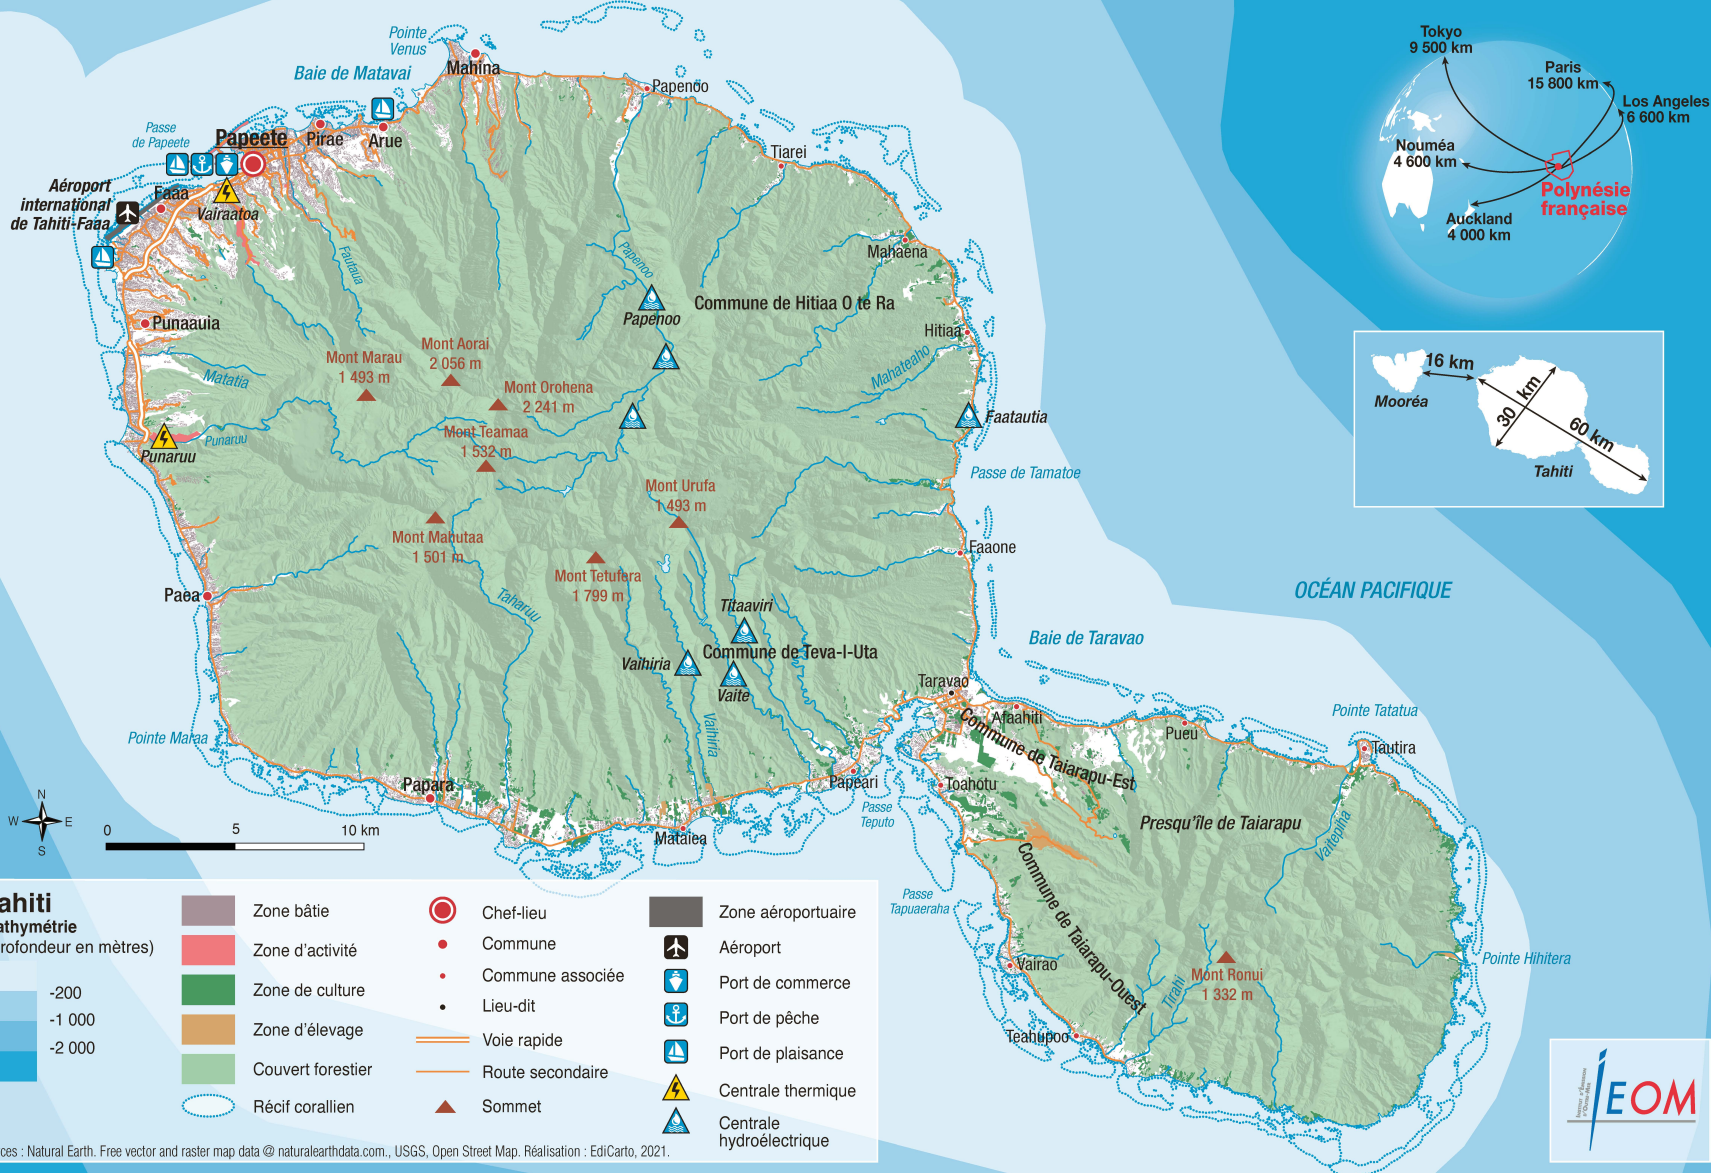 Pointe
Venus
Mahina
Baie de Matavai
Papenoo
Passe
de Papeete
Papeete
Pirae
Arue
Tiarei
Aéroport
international
de Tahiti-Faaa
Faaa
Vairaatoa
Fautaua
Papenoo
Mahaena
Papenoo
Commune de Hitiaa O te Ra
Punaauia
Hitiaa
Mont Marau
1 493 m
Mont Aorai
2 056 m
Matatia
Mont Orohena
2 241 m
Mahateaho
Faatautia
Mont Teamaa
1 532 m
Punaruu
Punaruu
Passe de Tamatoe
Mont Urufa
1 493 m
Mont Mahutaa
1 501 m
Faaone
Mont Tetufera
1 799 m
Paea
Taharuu
Titaaviri
Commune de Teva-I-Uta
Vaihiria
Vaite
Vaihiria
OCÉAN PACIFIQUE
Baie de Taravao
Taravao
Afaahiti
Commune de Taiarapu-Est
Pueu
Pointe Tatatua
Tautira
Pointe Maraa
Papara
Papeari
Toahotu
Passe
Teputo
Mataiea
Presqu'île de Taiarapu
Vaitepiha
Commune de Taiarapu-Ouest
Passe
Tapuaeraha
Vairao
Tirahi
Mont Ronui
1 332 m
Pointe Hihitera
Teahupoo
Tokyo
9 500 km
Paris
15 800 km
Los Angeles
6 600 km
Nouméa
4 600 km
Polynésie
française
Auckland
4 000 km
16 km
Mooréa
30 km
60 km
Tahiti
N
W
E
S
0
5
10 km
ahiti
athymétrie
rofondeur en mètres)
-200
-1 000
-2 000
Zone bâtie
Zone d'activité
Zone de culture
Zone d'élevage
Couvert forestier
Récif corallien
Chef-lieu
Commune
Commune associée
Lieu-dit
Voie rapide
Route secondaire
Sommet
Zone aéroportuaire
Aéroport
Port de commerce
Port de pêche
Port de plaisance
Centrale thermique
Centrale
hydroélectrique
ces : Natural Earth. Free vector and raster map data @ naturalearthdata.com., USGS, Open Street Map. Réalisation : EdiCarto, 2021.
IEOM